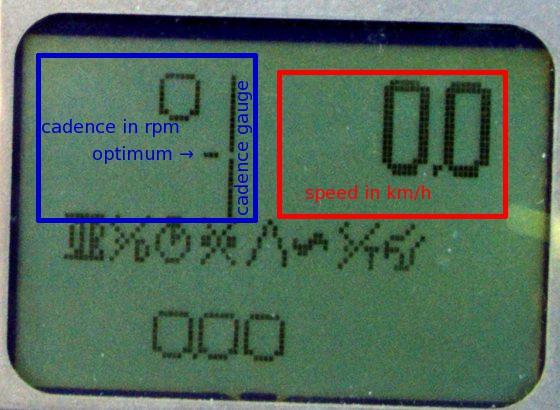 0
0.0
cadence in rpm
optimum →
cadence gauge
speed in km/h
000